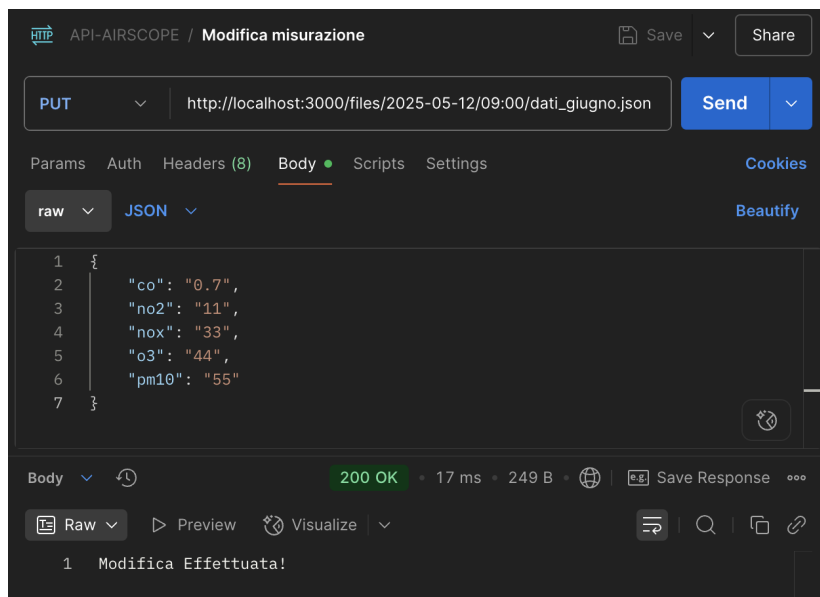 HTTP API-AIRSCOPE / Modifica misurazione Save Share
PUT http://localhost:3000/files/2025-05-12/09:00/dati_giugno.json Send
Params Auth Headers (8) Body Scripts Settings Cookies
raw JSON Beautify
1 {
2 "co": "0.7",
3 "no2": "11",
4 "nox": "33",
5 "o3": "44",
6 "pm10": "55"
7 }
Body 200 OK • 17 ms • 249 B • e.g. Save Response
Raw Preview Visualize
1 Modifica Effettuata!